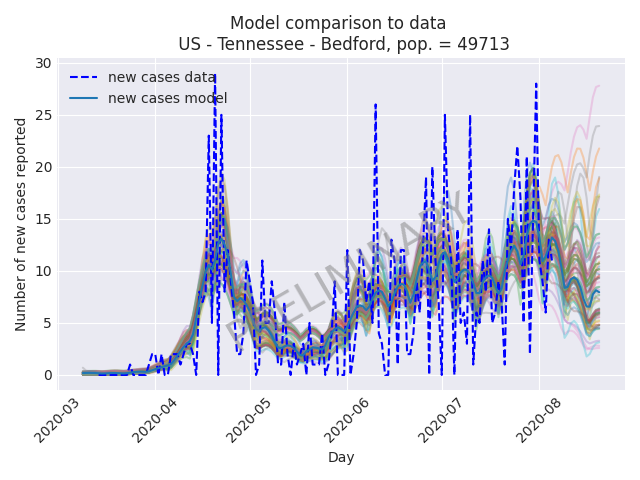 Model comparison to data
US - Tennessee - Bedford, pop. = 49713
new cases data
new cases model
Number of new cases reported
30
25
20
15
10
5
0
PRELIMINARY
2020-03
2020-04
2020-05
2020-06
2020-07
2020-08
Day